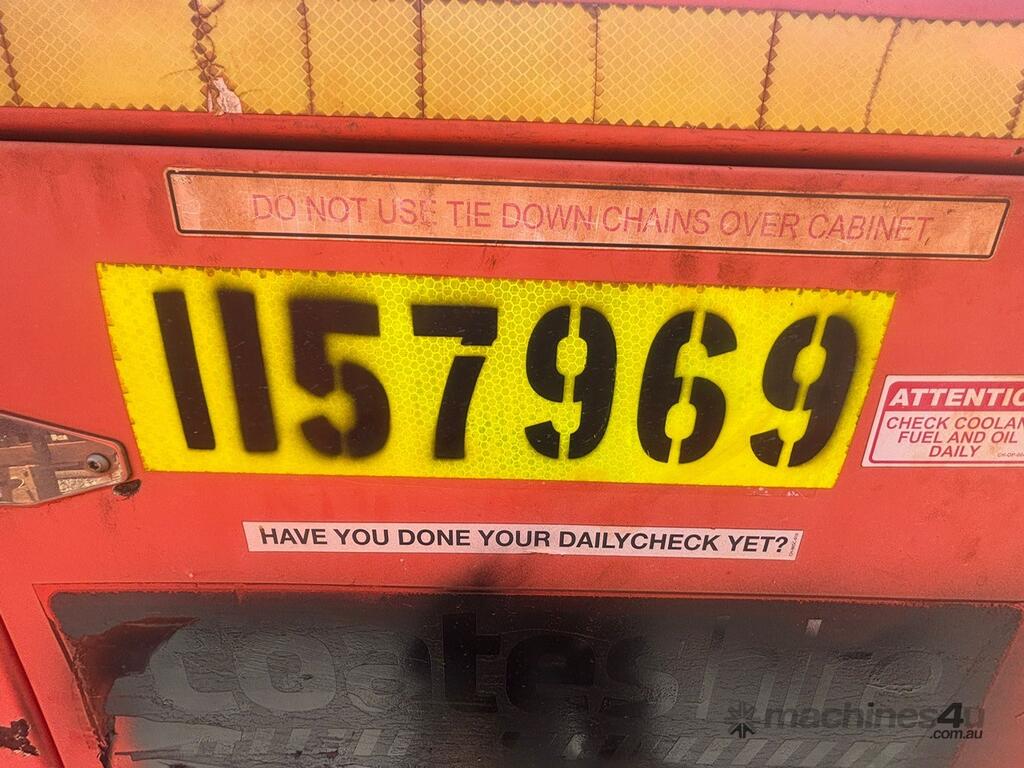 DO NOT USE TIE DOWN CHAINS OVER CABINET
1157969
ATTENTIO
CHECK COOLAN
FUEL AND OIL
DAILY
HAVE YOU DONE YOUR DAILYCHECK YET?
coateshire
machines4u
.com.au